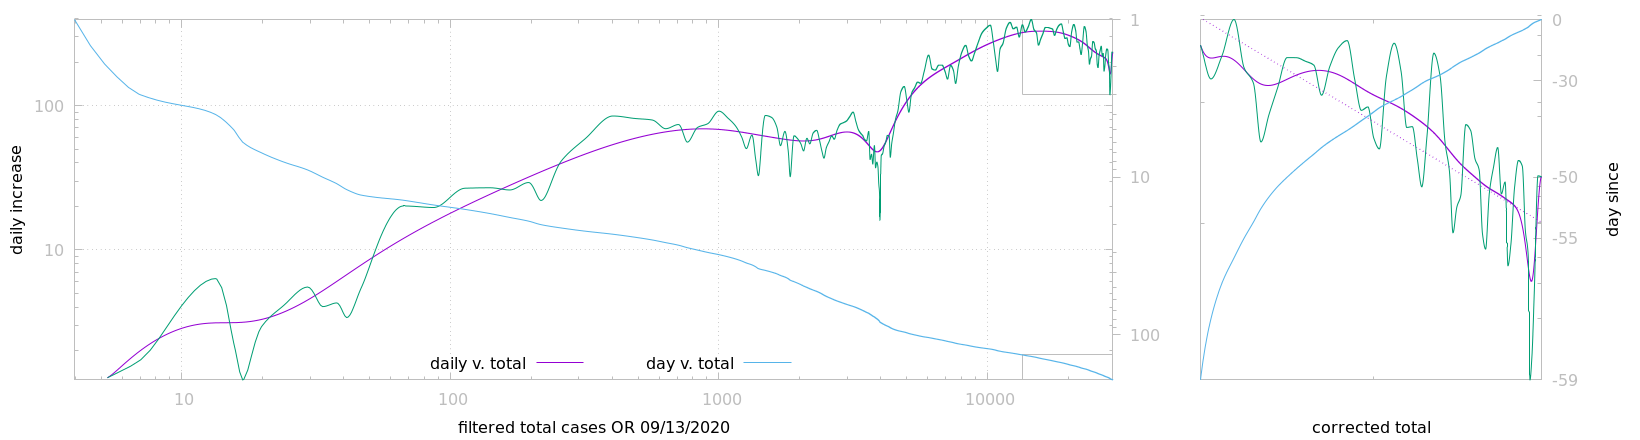 daily increase
100
10
daily v. total
day v. total
10
100
1000
10000
filtered total cases OR 09/13/2020
1
10
100
0
-30
-50
-55
-59
day since
corrected total